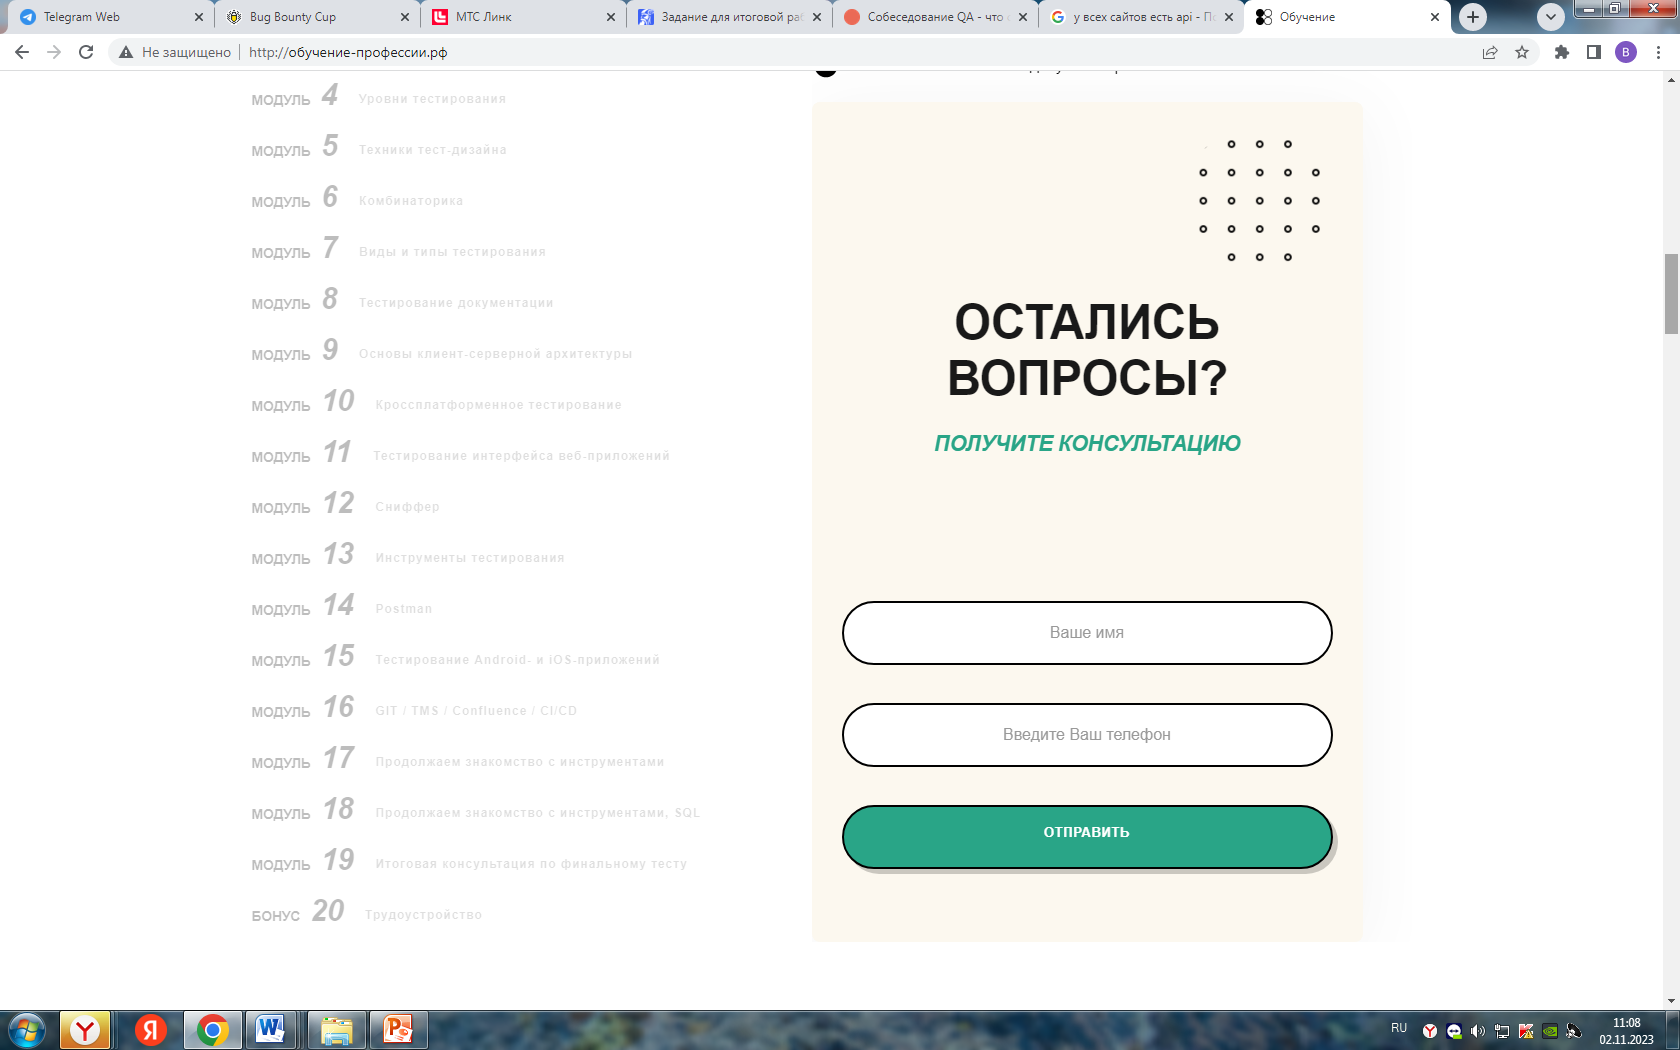 Telegram Web
Bug Bounty Cup
МТС Линк
Задание для итоговой раб
Собеседование QA - что
у всех сайтов есть api - П
Обучение
Не защищено
http://обучение-профессии.рф
B
МОДУЛЬ 4 Уровни тестирования
МОДУЛЬ 5 Техники тест-дизайна
МОДУЛЬ 6 Комбинаторика
МОДУЛЬ 7 Виды и типы тестирования
МОДУЛЬ 8 Тестирование документации
МОДУЛЬ 9 Основы клиент-серверной архитектуры
МОДУЛЬ 10 Кроссплатформенное тестирование
МОДУЛЬ 11 Тестирование интерфейса веб-приложений
МОДУЛЬ 12 Сниффер
МОДУЛЬ 13 Инструменты тестирования
МОДУЛЬ 14 Postman
МОДУЛЬ 15 Тестирование Android- и iOS-приложений
МОДУЛЬ 16 GIT / TMS / Confluence / CI/CD
МОДУЛЬ 17 Продолжаем знакомство с инструментами
МОДУЛЬ 18 Продолжаем знакомство с инструментами, SQL
МОДУЛЬ 19 Итоговая консультация по финальному тесту
БОНУС 20 Трудоустройство
ОСТАЛИСЬ
ВОПРОСЫ?
ПОЛУЧИТЕ КОНСУЛЬТАЦИЮ
Ваше имя
Введите Ваш телефон
ОТПРАВИТЬ
RU
11:08
02.11.2023